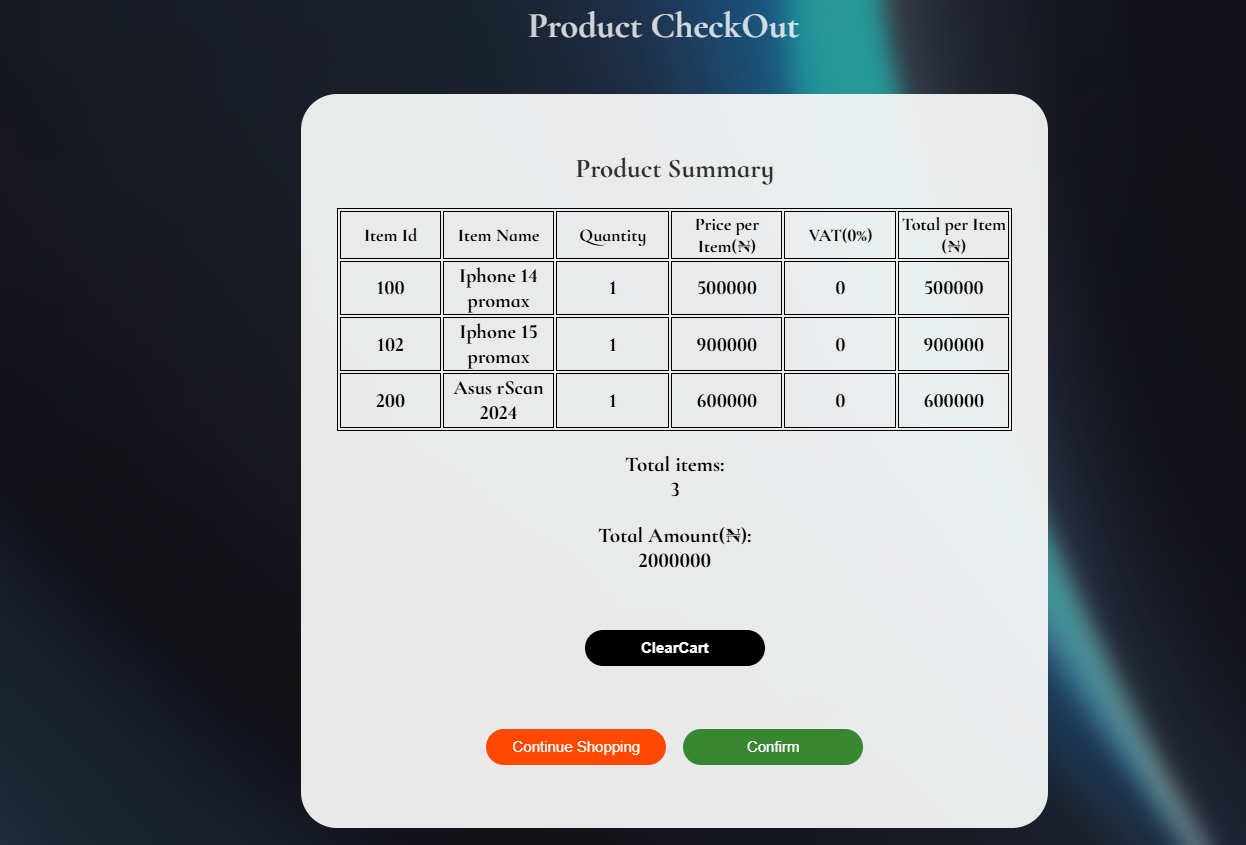 Product CheckOut
Product Summary
Item Id
Item Name
Quantity
Price per
Item(₦)
VAT(0%)
Total per Item
(₦)
100
Iphone 14
promax
1
500000
0
500000
102
Iphone 15
promax
1
900000
0
900000
200
Asus rScan
2024
1
600000
0
600000
Total items:
3
Total Amount(₦):
2000000
ClearCart
Continue Shopping
Confirm